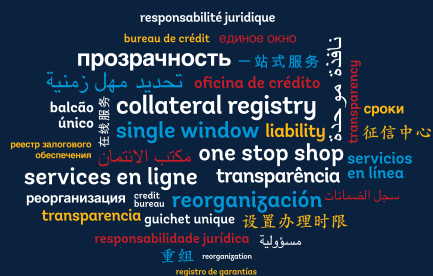 responsabilité juridique
bureau de crédit
единое окно
прозрачность
一站式服务
نافذة موحدة
تحديد مهل زمنية
oficina de crédito
transparency
balcão
único
在线服务
collateral registry
сроки
single window
liability
征信中心
реестр залогового
обеспечения
مكتب الائتمان
one stop shop
servicios
en línea
services en ligne
transparência
реорганизация
credit
bureau
reorganización
سجل الضمانات
transparencia
guichet unique
设置办理时限
responsabilidade jurídica
مسؤولية
重组
reorganization
registro de garantías